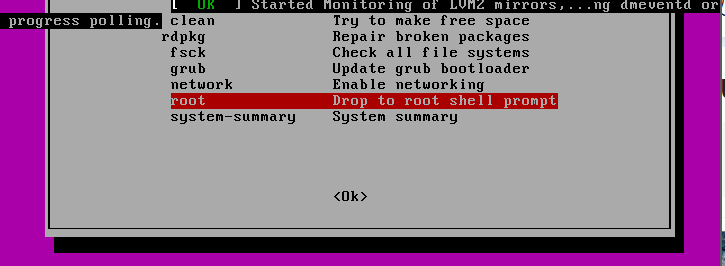 [  OK  ] Started Monitoring of LVM2 mirrors,...ng dmeventd or
progress polling.
clean Try to make free space
rdpkg Repair broken packages
fsck Check all file systems
grub Update grub bootloader
network Enable networking
root Drop to root shell prompt
system-summary System summary
<Ok>